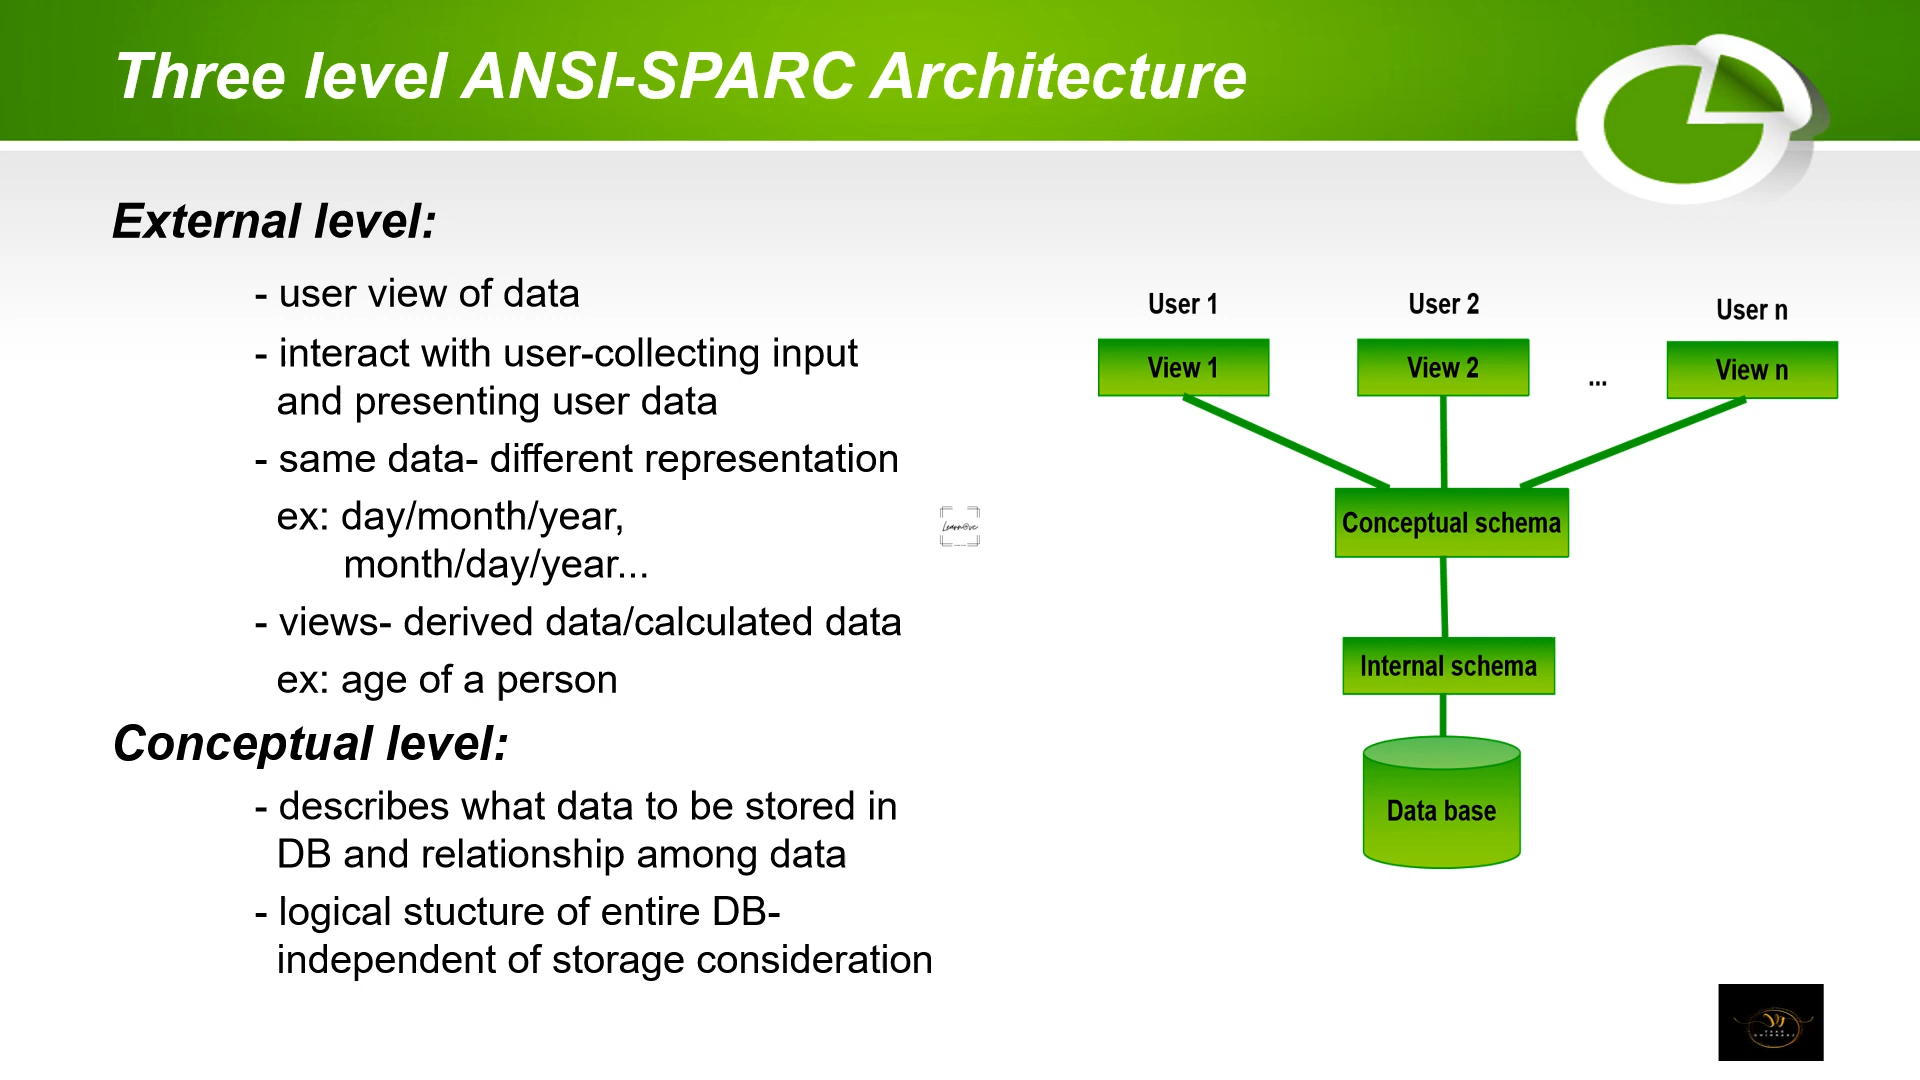 Three level ANSI-SPARC Architecture
External level:
- user view of data
- interact with user-collecting input
and presenting user data
- same data- different representation
ex: day/month/year,
month/day/year...
- views- derived data/calculated data
ex: age of a person
Conceptual level:
- describes what data to be stored in
DB and relationship among data
- logical stucture of entire DB-
independent of storage consideration
User 1
User 2
User n
View 1
View 2
...
View n
Conceptual schema
Internal schema
Data base